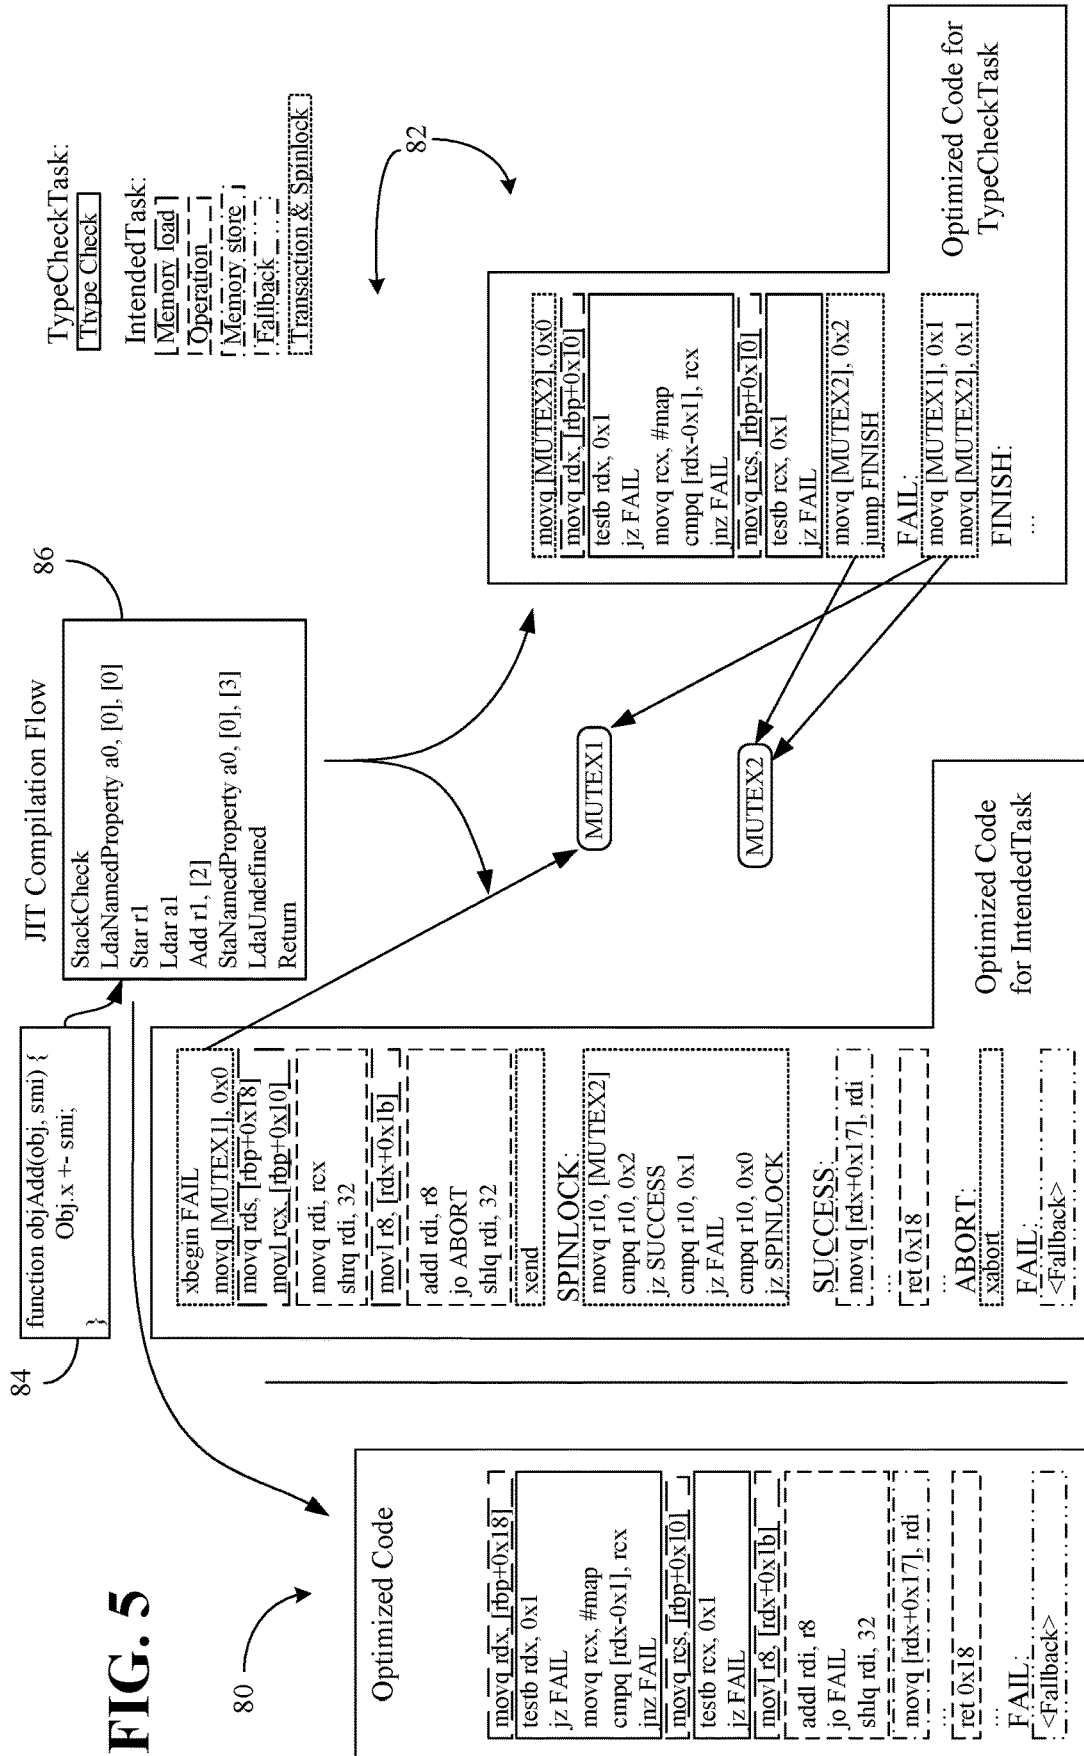 FIG. 5
80
Optimized Code
movq rdx, [rbp+0x18]
testb rdx, 0x1
jz FAIL
movq rcx, #map
cmpq [rdx-0x1], rcx
jnz FAIL
movq rcs, [rbp+0x10]
testb rcx, 0x1
jz FAIL
movl r8, [rdx+0x1b]
addl rdi, r8
jo FAIL
shlq rdi, 32
movq [rdx+0x17], rdi
...
ret 0x18
...
FAIL:
<Fallback>
84
function objAdd(obj, smi) {
Obj.x +- smi;
}
JIT Compilation Flow
86
StackCheck
LdaNamedProperty a0, [0], [0]
Star r1
Ldar a1
Add r1, [2]
StaNamedProperty a0, [0], [3]
LdaUndefined
Return
xbegin FAIL
movq [MUTEX1], 0x0
movq rds, [rbp+0x18]
movl rcx, [rbp+0x10]
movq rdi, rcx
shrq rdi, 32
movl r8, [rdx+0x1b]
addl rdi, r8
jo ABORT
shlq rdi, 32
xend
SPINLOCK:
movq r10, [MUTEX2]
cmpq r10, 0x2
jz SUCCESS
cmpq r10, 0x1
jz FAIL
cmpq r10, 0x0
jz SPINLOCK
SUCCESS:
movq [rdx+0x17], rdi
...
ret 0x18
...
ABORT:
xabort
FAIL:
<Fallback>
Optimized Code
for IntendedTask
MUTEX1
MUTEX2
TypeCheckTask:
Ttype Check
IntendedTask:
Memory load
Operation
Memory store
Fallback
Transaction & Spinlock
82
movq [MUTEX2], 0x0
movq rdx, [rbp+0x10]
testb rdx, 0x1
jz FAIL
movq rcx, #map
cmpq [rdx-0x1], rcx
jnz FAIL
movq rcs, [rbp+0x10]
testb rcx, 0x1
jz FAIL
movq [MUTEX2], 0x2
jump FINISH
FAIL:
movq [MUTEX1], 0x1
movq [MUTEX2], 0x1
FINISH:
...
Optimized Code for
TypeCheckTask